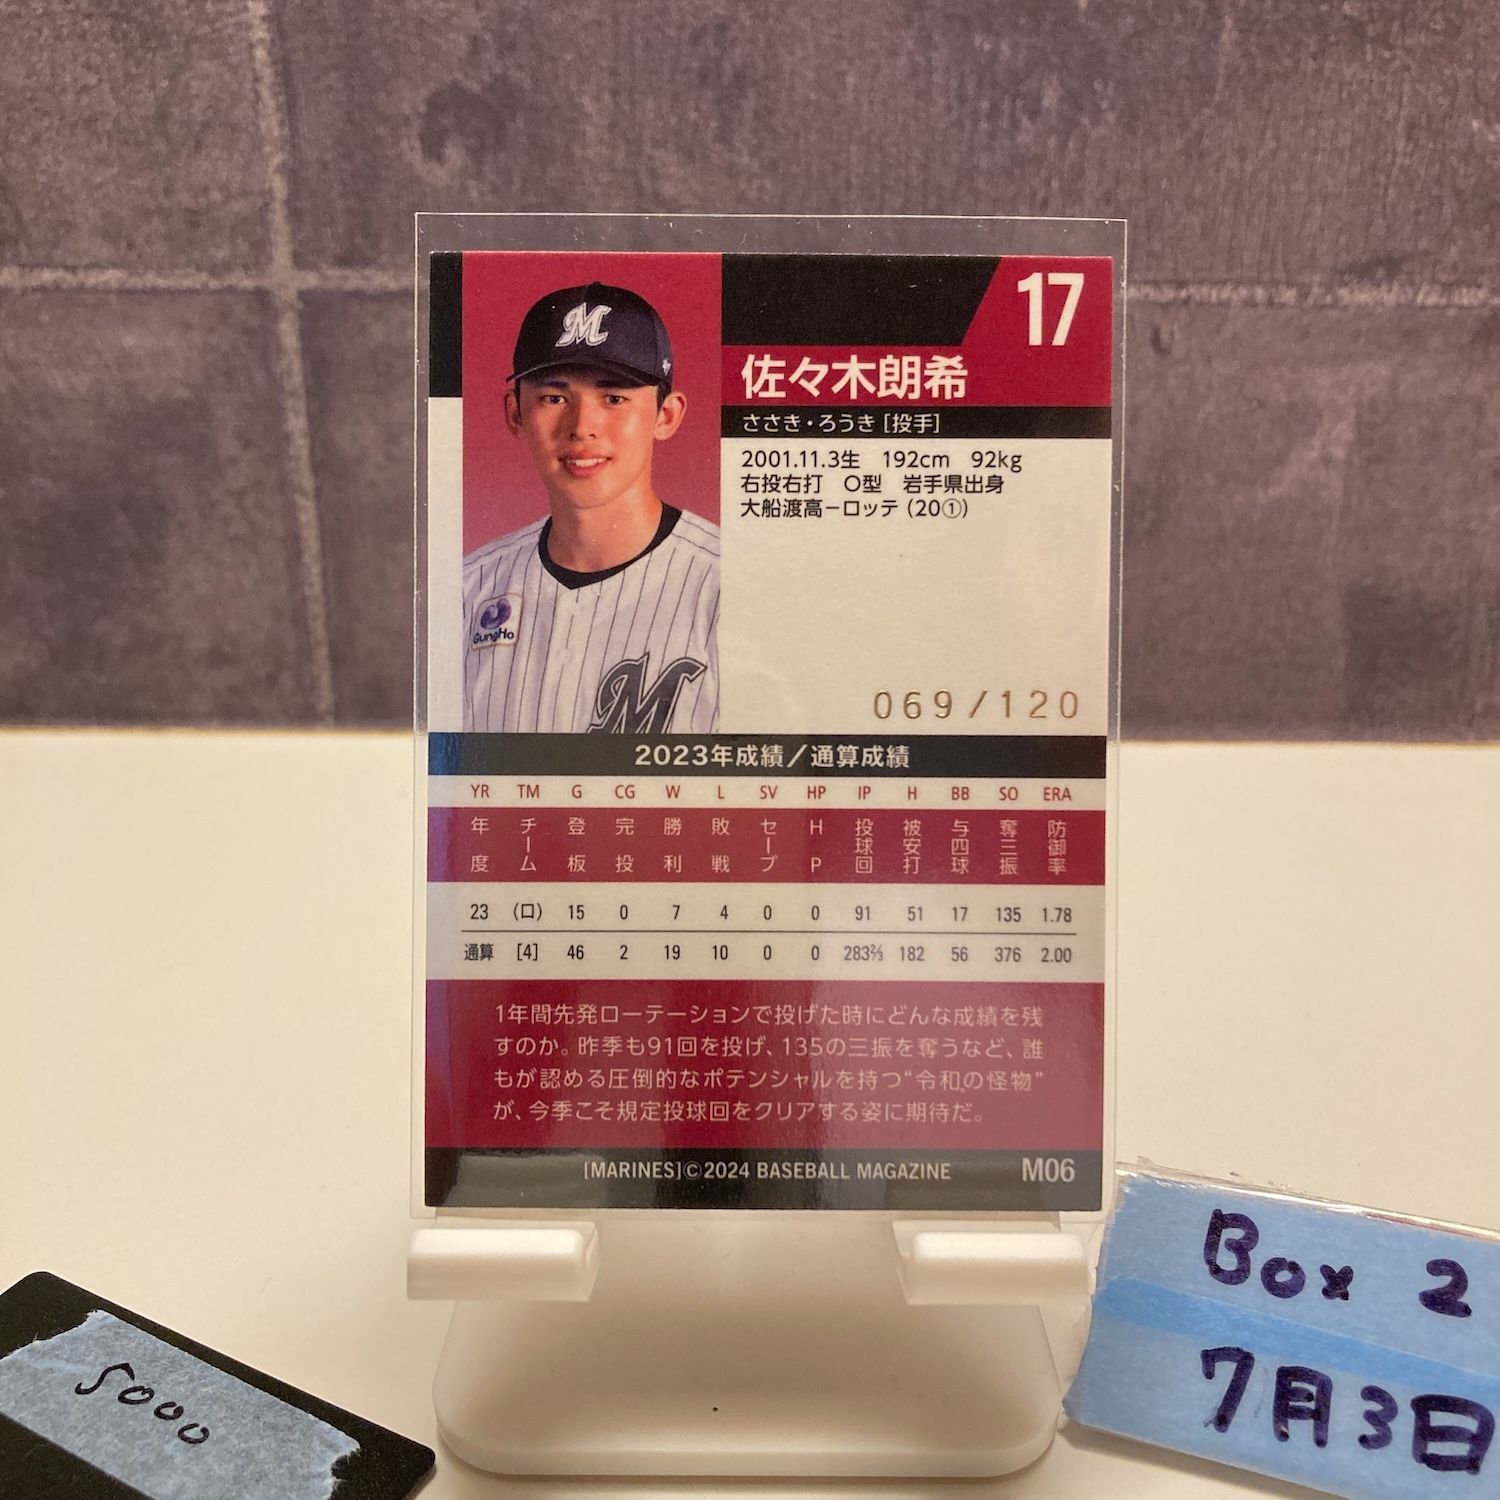 M
17
佐々木朗希
ささき・ろうき [投手]
2001.11.3生 192cm 92kg
右投右打 O型 岩手県出身
大船渡高−ロッテ (20①)
GungHo
M
069/120
2023年成績/通算成績
YR TM G CG W L SV HP IP H BB SO ERA
年度 チーム 登板 完投 勝利 敗戦 セーブ HP 投球回 被安打 与四球 奪三振 防御率
23 (ロ) 15 0 7 4 0 0 91 51 17 135 1.78
通算 [4] 46 2 19 10 0 0 283⅔ 182 56 376 2.00
1年間先発ローテーションで投げた時にどんな成績を残
すのか。昨季も91回を投げ、135の三振を奪うなど、誰
もが認める圧倒的なポテンシャルを持つ“令和の怪物”
が、今季こそ規定投球回をクリアする姿に期待だ。
[MARINES]©2024 BASEBALL MAGAZINE M06
Box 2
7月3日
5000